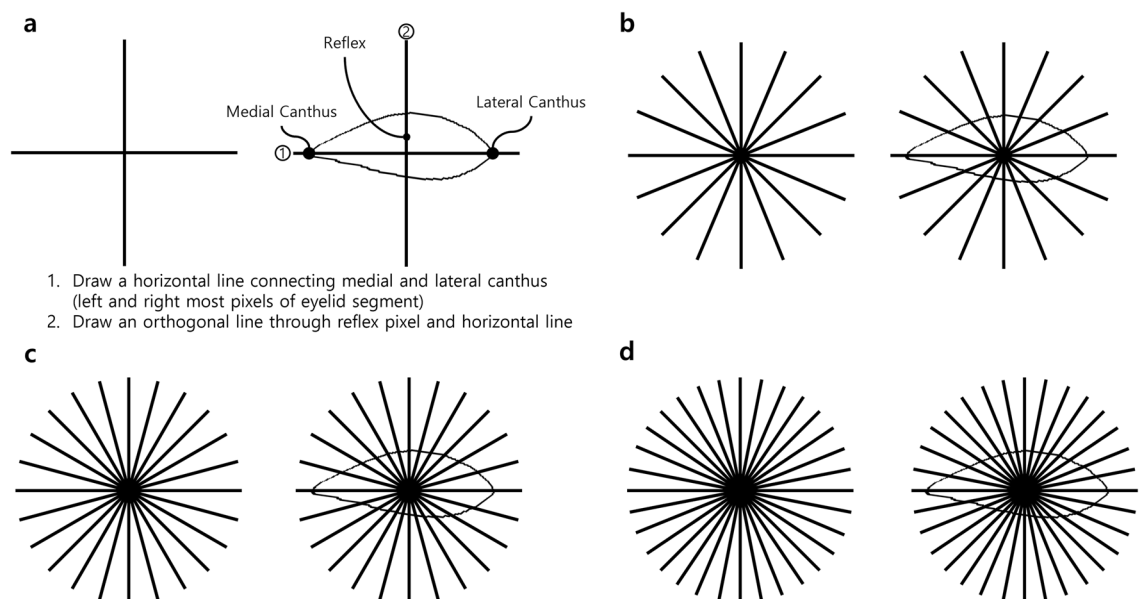 a
②
Reflex
Medial Canthus
Lateral Canthus
①
1. Draw a horizontal line connecting medial and lateral canthus
(left and right most pixels of eyelid segment)
2. Draw an orthogonal line through reflex pixel and horizontal line
b
c
d